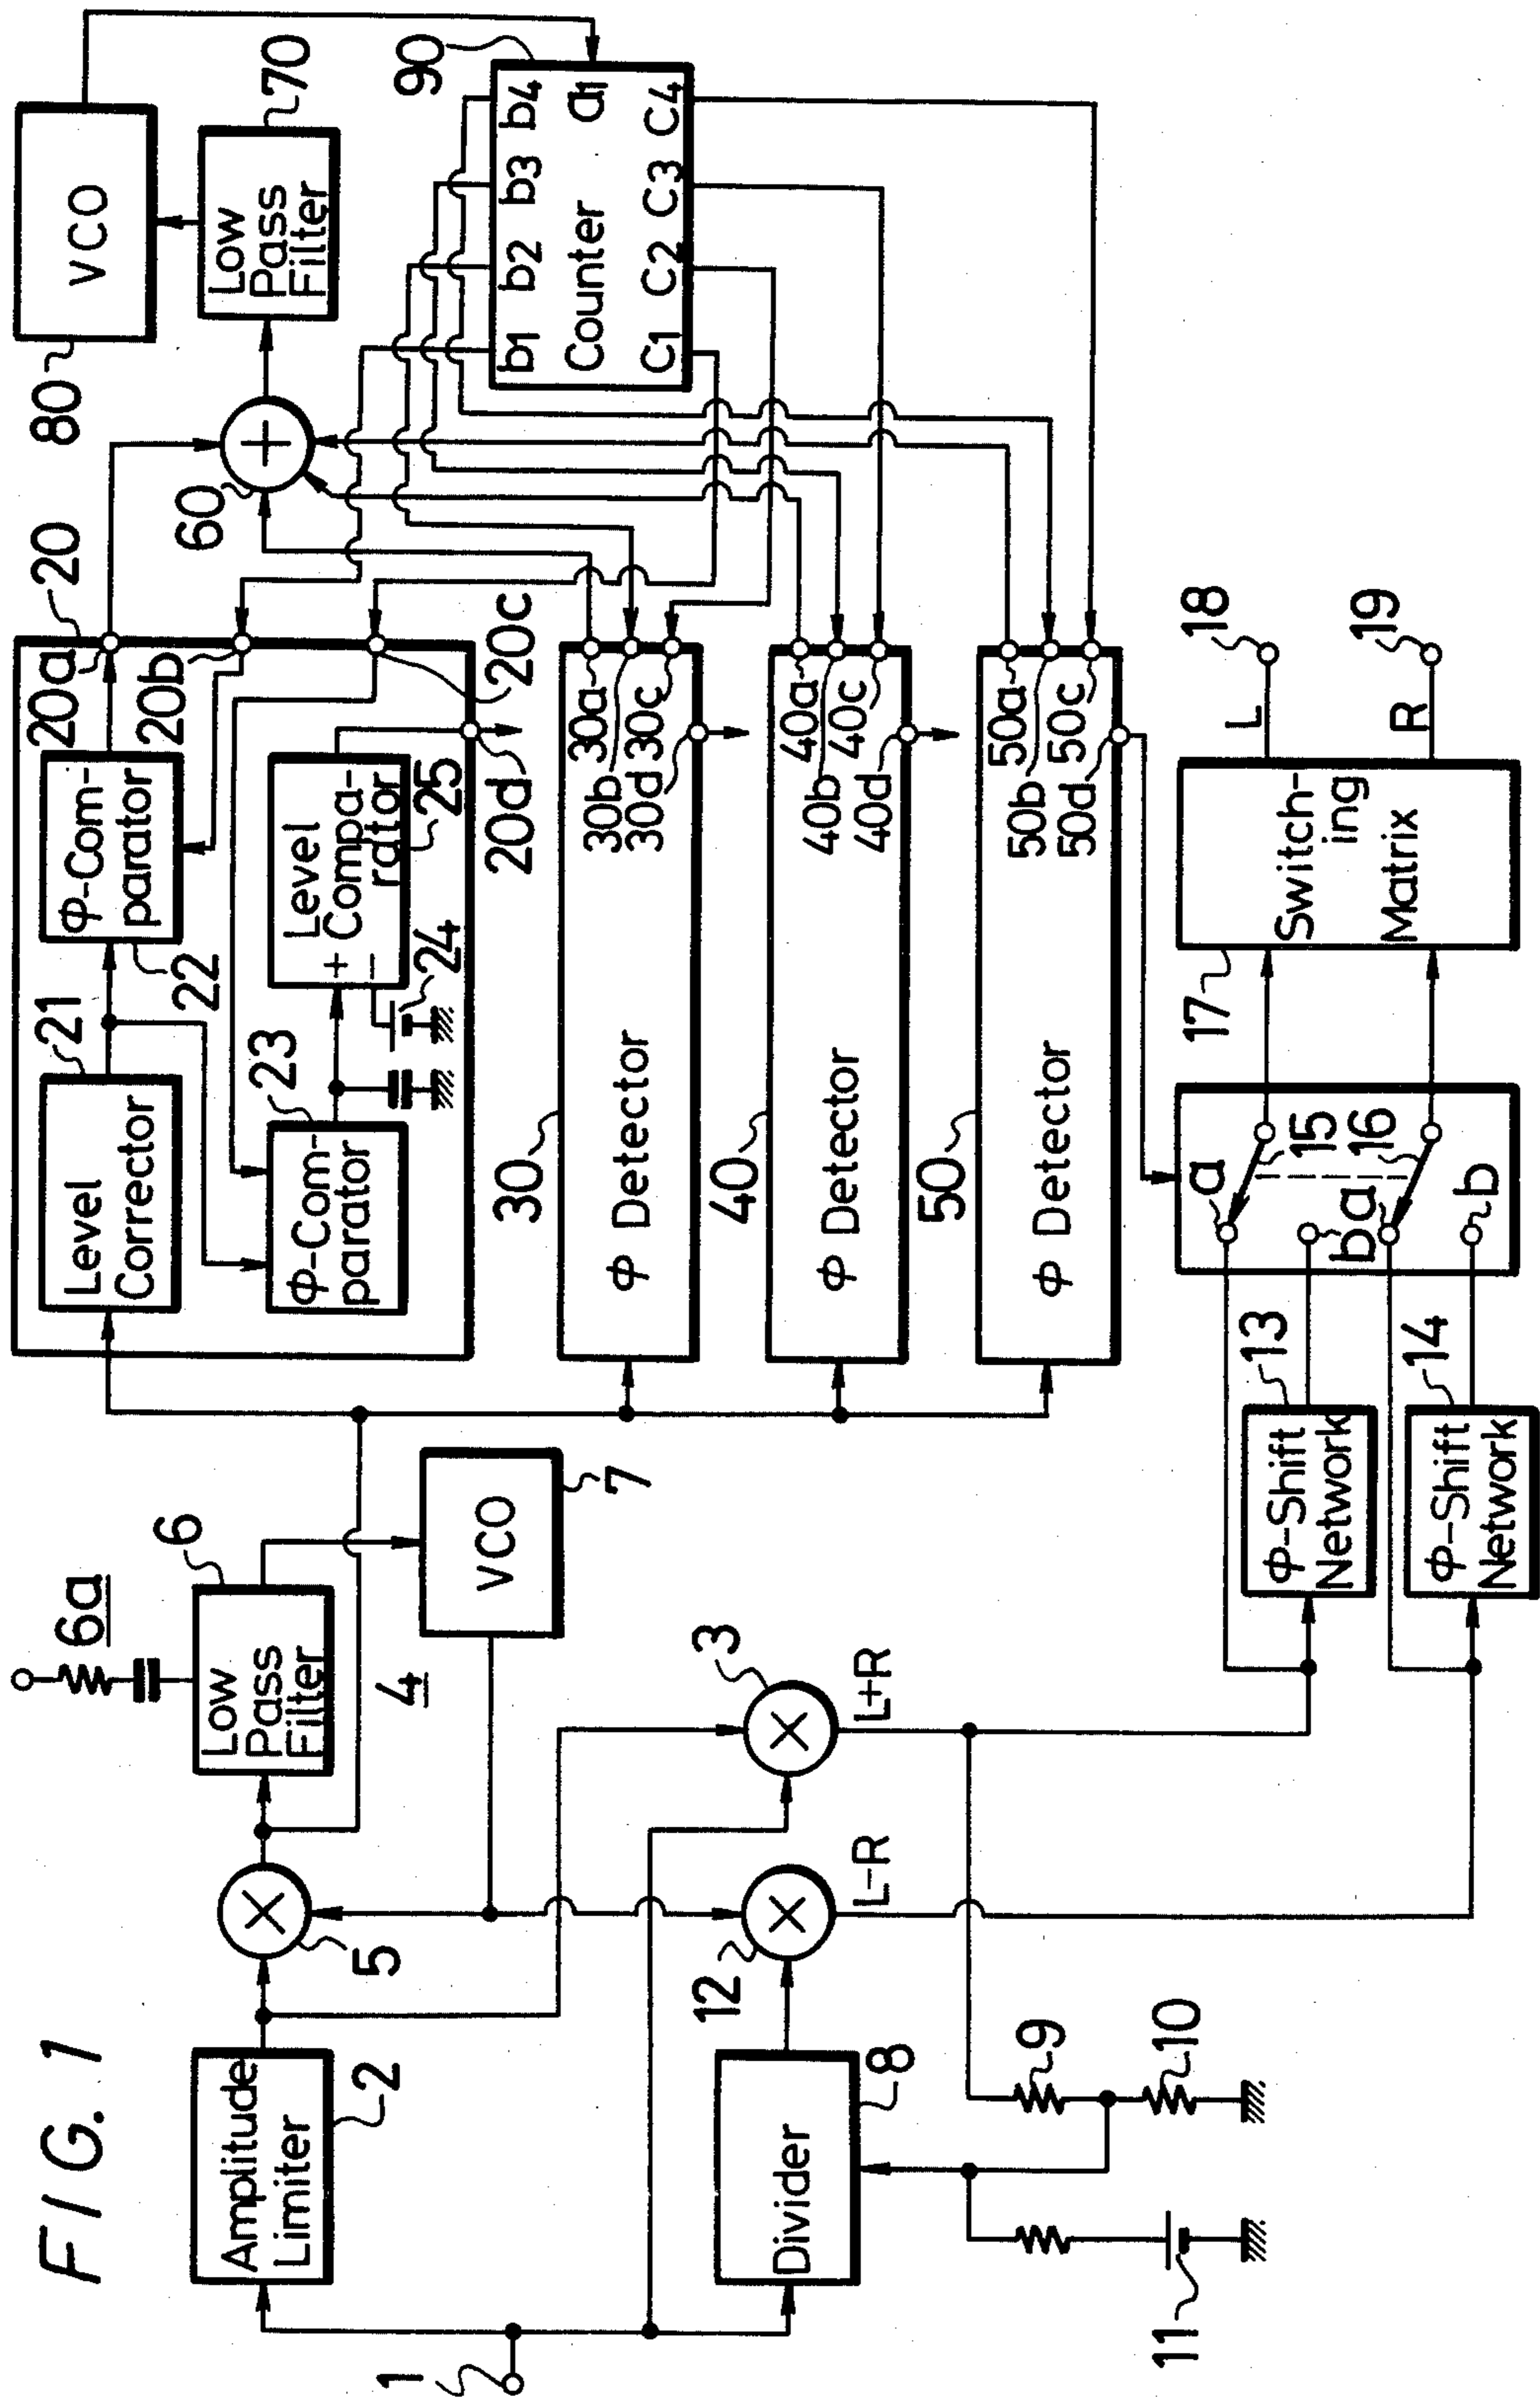 FIG. 1
1
Amplitude
Limiter
2
5
Low
Pass
Filter
6
6a
4
VCO
7
3
L+R
12
L-R
Divider
8
9
10
11
Level
Corrector
21
Φ-Com-
parator
22
Φ-Com-
parator
23
24
+
-
Level
Compa-
rator
25
20
20a
20b
20c
20d
30
Φ Detector
30a
30b
30c
30d
40
Φ Detector
40a
40b
40c
40d
50
Φ Detector
50a
50b
50c
50d
60
+
Low
Pass
Filter
70
VCO
80
90
b1 b2 b3 b4
Counter
C1 C2 C3 C4
Φ-Shift
Network
13
Φ-Shift
Network
14
a
b
a
b
15
16
17
Switch-
ing
Matrix
L
18
R
19